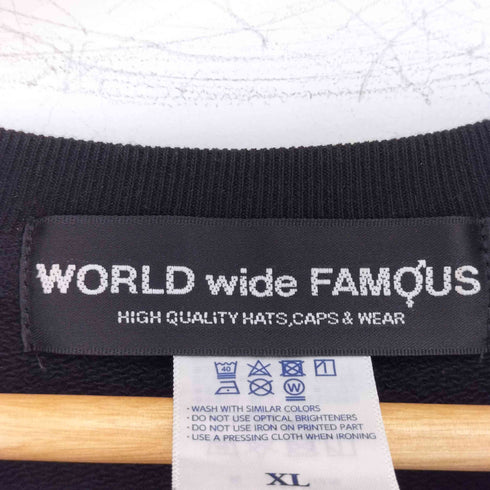 WORLD wide FAMOUS
HIGH QUALITY HATS,CAPS & WEAR
40
W
· WASH WITH SIMILAR COLORS
· DO NOT USE OPTICAL BRIGHTENERS
· DO NOT USE IRON ON PRINTED PART
· USE A PRESSING CLOTH WHEN IRONING
XL